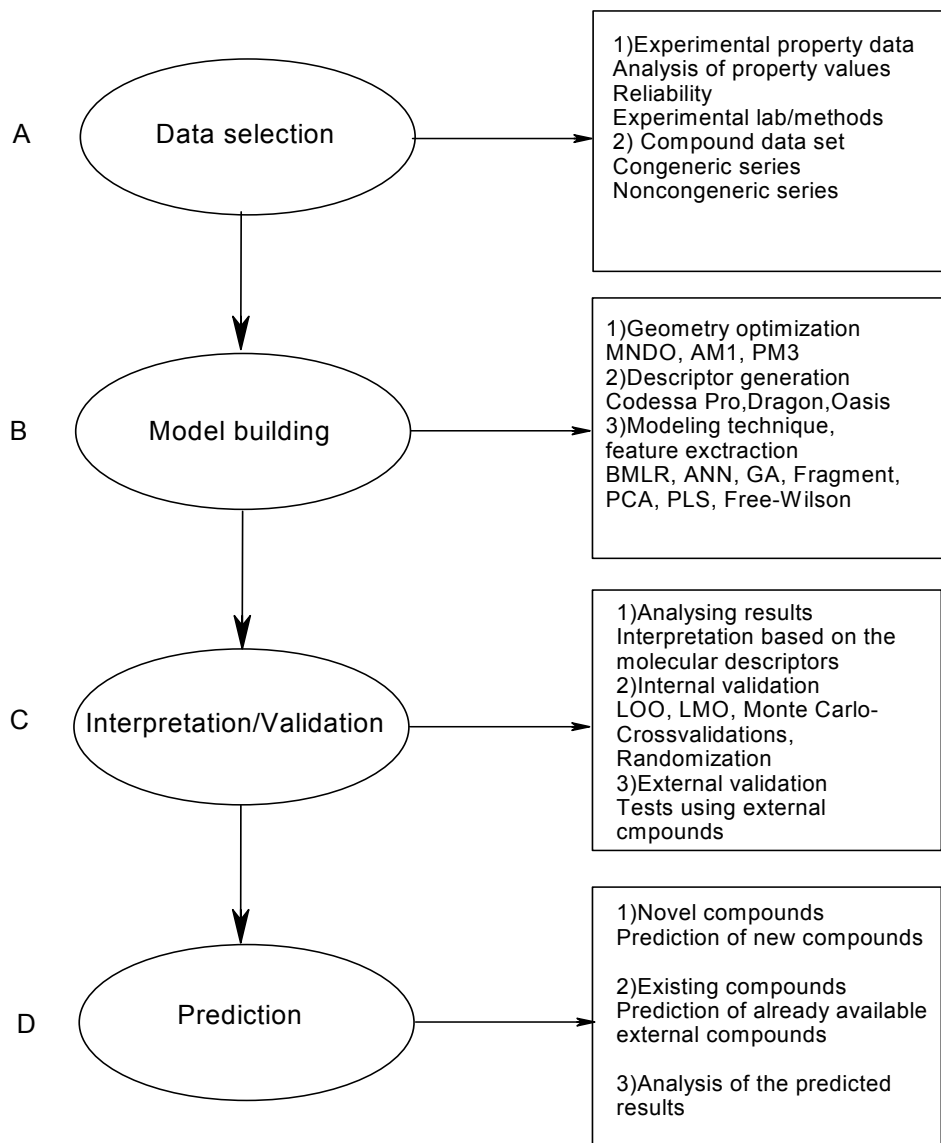 A
Data selection
1)Experimental property data
Analysis of property values
Reliability
Experimental lab/methods
2) Compound data set
Congeneric series
Noncongeneric series
B
Model building
1)Geometry optimization
MNDO, AM1, PM3
2)Descriptor generation
Codessa Pro,Dragon,Oasis
3)Modeling technique,
feature exctraction
BMLR, ANN, GA, Fragment,
PCA, PLS, Free-Wilson
C
Interpretation/Validation
1)Analysing results
Interpretation based on the
molecular descriptors
2)Internal validation
LOO, LMO, Monte Carlo-
Crossvalidations,
Randomization
3)External validation
Tests using external
cmpounds
D
Prediction
1)Novel compounds
Prediction of new compounds
2)Existing compounds
Prediction of already available
external compounds
3)Analysis of the predicted
results